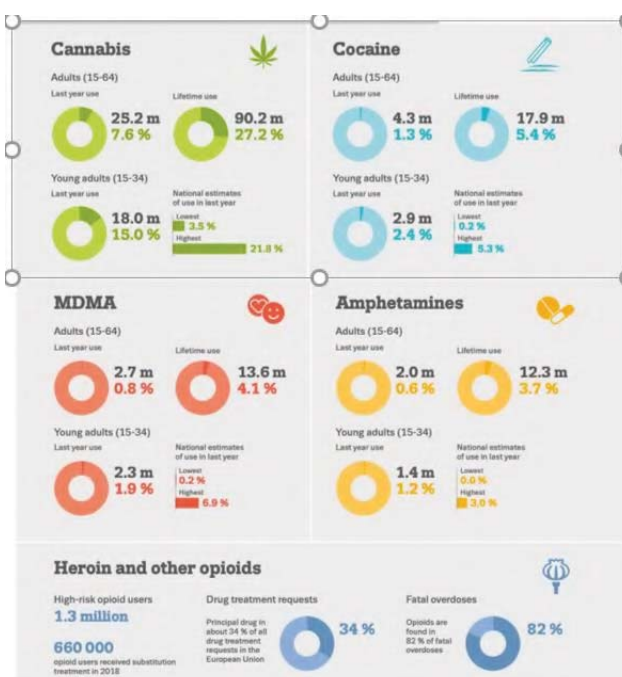 Cannabis
Adults (15-64)
Last year use
25.2 m
7.6 %
Lifetime use
90.2 m
27.2 %
Young adults (15-34)
Last year use
18.0 m
15.0 %
National estimates
of use in last year
Lowest
3.5 %
Highest
21.8 %
Cocaine
Adults (15-64)
Last year use
4.3 m
1.3 %
Lifetime use
17.9 m
5.4 %
Young adults (15-34)
Last year use
2.9 m
2.4 %
National estimates
of use in last year
Lowest
0.2 %
Highest
5.3 %
MDMA
Adults (15-64)
Last year use
2.7 m
0.8 %
Lifetime use
13.6 m
4.1 %
Young adults (15-34)
Last year use
2.3 m
1.9 %
National estimates
of use in last year
Lowest
0.2 %
Highest
6.9 %
Amphetamines
Adults (15-64)
Last year use
2.0 m
0.6 %
Lifetime use
12.3 m
3.7 %
Young adults (15-34)
Last year use
1.4 m
1.2 %
National estimates
of use in last year
Lowest
0.0 %
Highest
3.0 %
Heroin and other opioids
High-risk opioid users
1.3 million
660 000
opioid users received substitution
treatment in 2018
Drug treatment requests
Principal drug in
about 34 % of all
drug treatment
requests in the
European Union
34 %
Fatal overdoses
Opioids are
found in
82 % of fatal
overdoses
82 %